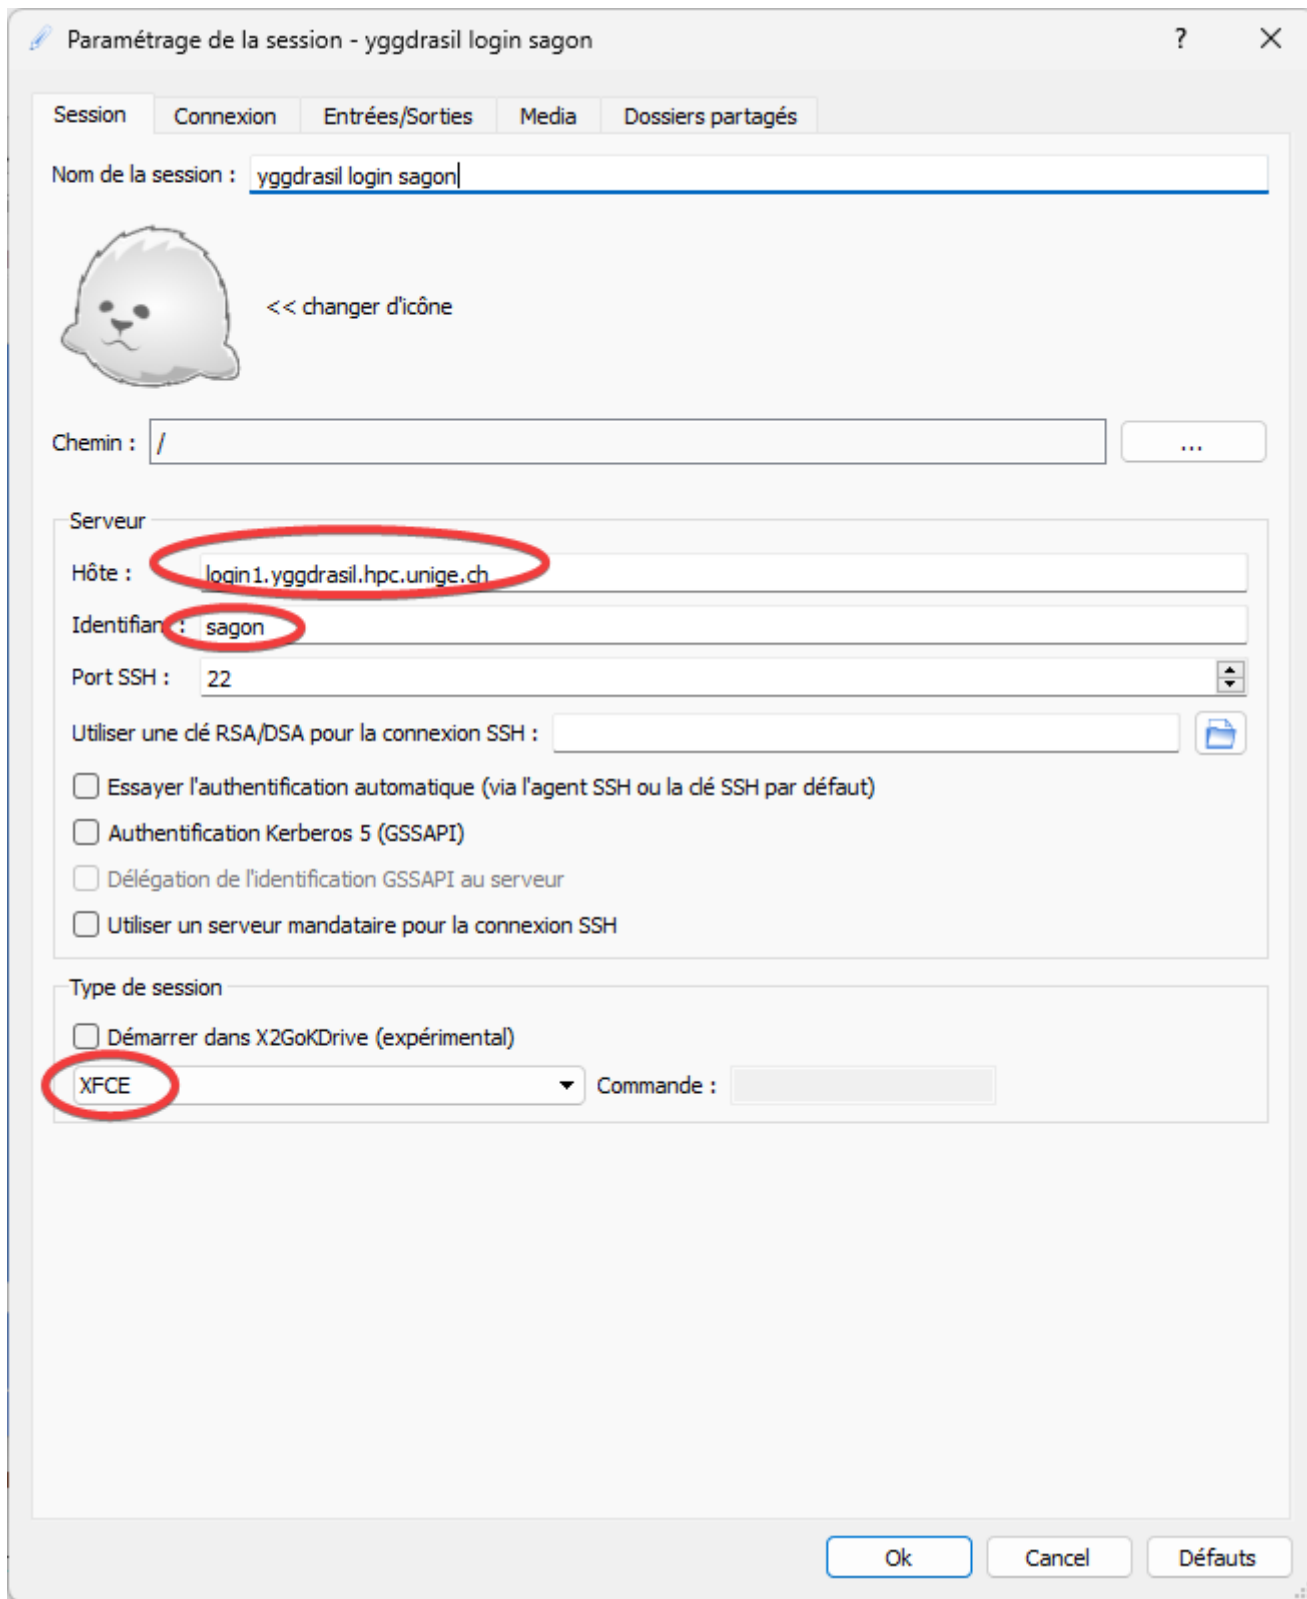 Paramétrage de la session - yggdrasil login sagon ?
Session Connexion Entrées/Sorties Media Dossiers partagés
Nom de la session : yggdrasil login sagon
<< changer d'icône
Chemin : / ...
Serveur
Hôte : login1.yggdrasil.hpc.unige.ch
Identifian : sagon
Port SSH : 22
Utiliser une clé RSA/DSA pour la connexion SSH :
Essayer l'authentification automatique (via l'agent SSH ou la clé SSH par défaut)
Authentification Kerberos 5 (GSSAPI)
Délégation de l'identification GSSAPI au serveur
Utiliser un serveur mandataire pour la connexion SSH
Type de session
Démarrer dans X2GoKDrive (expérimental)
XFCE Commande :
Ok Cancel Défauts